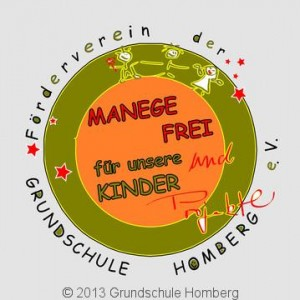 Förderverein der
GRUNDSCHULE HOMBERG e.V.
MANEGE
FREI
für unsere und
KINDER
Projekte
© 2013 Grundschule Homberg